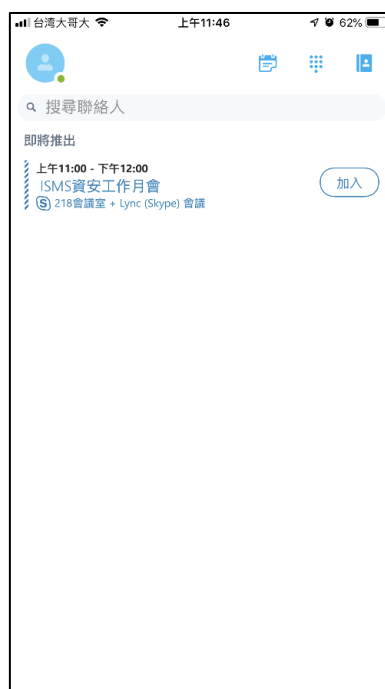 台湾大哥大 上午11:46 62%
搜尋聯絡人
即將推出
上午11:00 - 下午12:00
ISMS資安工作月會
加入
S 218會議室 + Lync (Skype) 會議